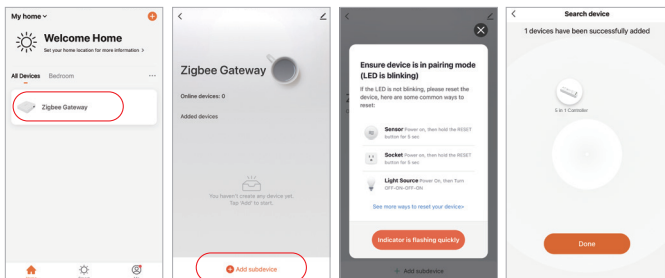 My home
Welcome Home
Set your home location for more information >
All Devices
Bedroom
Zigbee Gateway
Zigbee Gateway
Online devices: 0
Added devices
You haven't create any device yet.
Tap 'Add' to start.
Add subdevice
Ensure device is in pairing mode
(LED is blinking)
If the LED is not blinking, please reset the
device, here are some common ways to
reset:
Sensor Power on, then hold the RESET
button for 5 sec
Socket Power on, then hold the RESET
button for 5 sec
Light Source Power On, then Turn
OFF-ON-OFF-ON
See more ways to reset your device>
Indicator is flashing quickly
+ Add subdevice
Search device
1 devices have been successfully added
5 in 1 Controller
Done